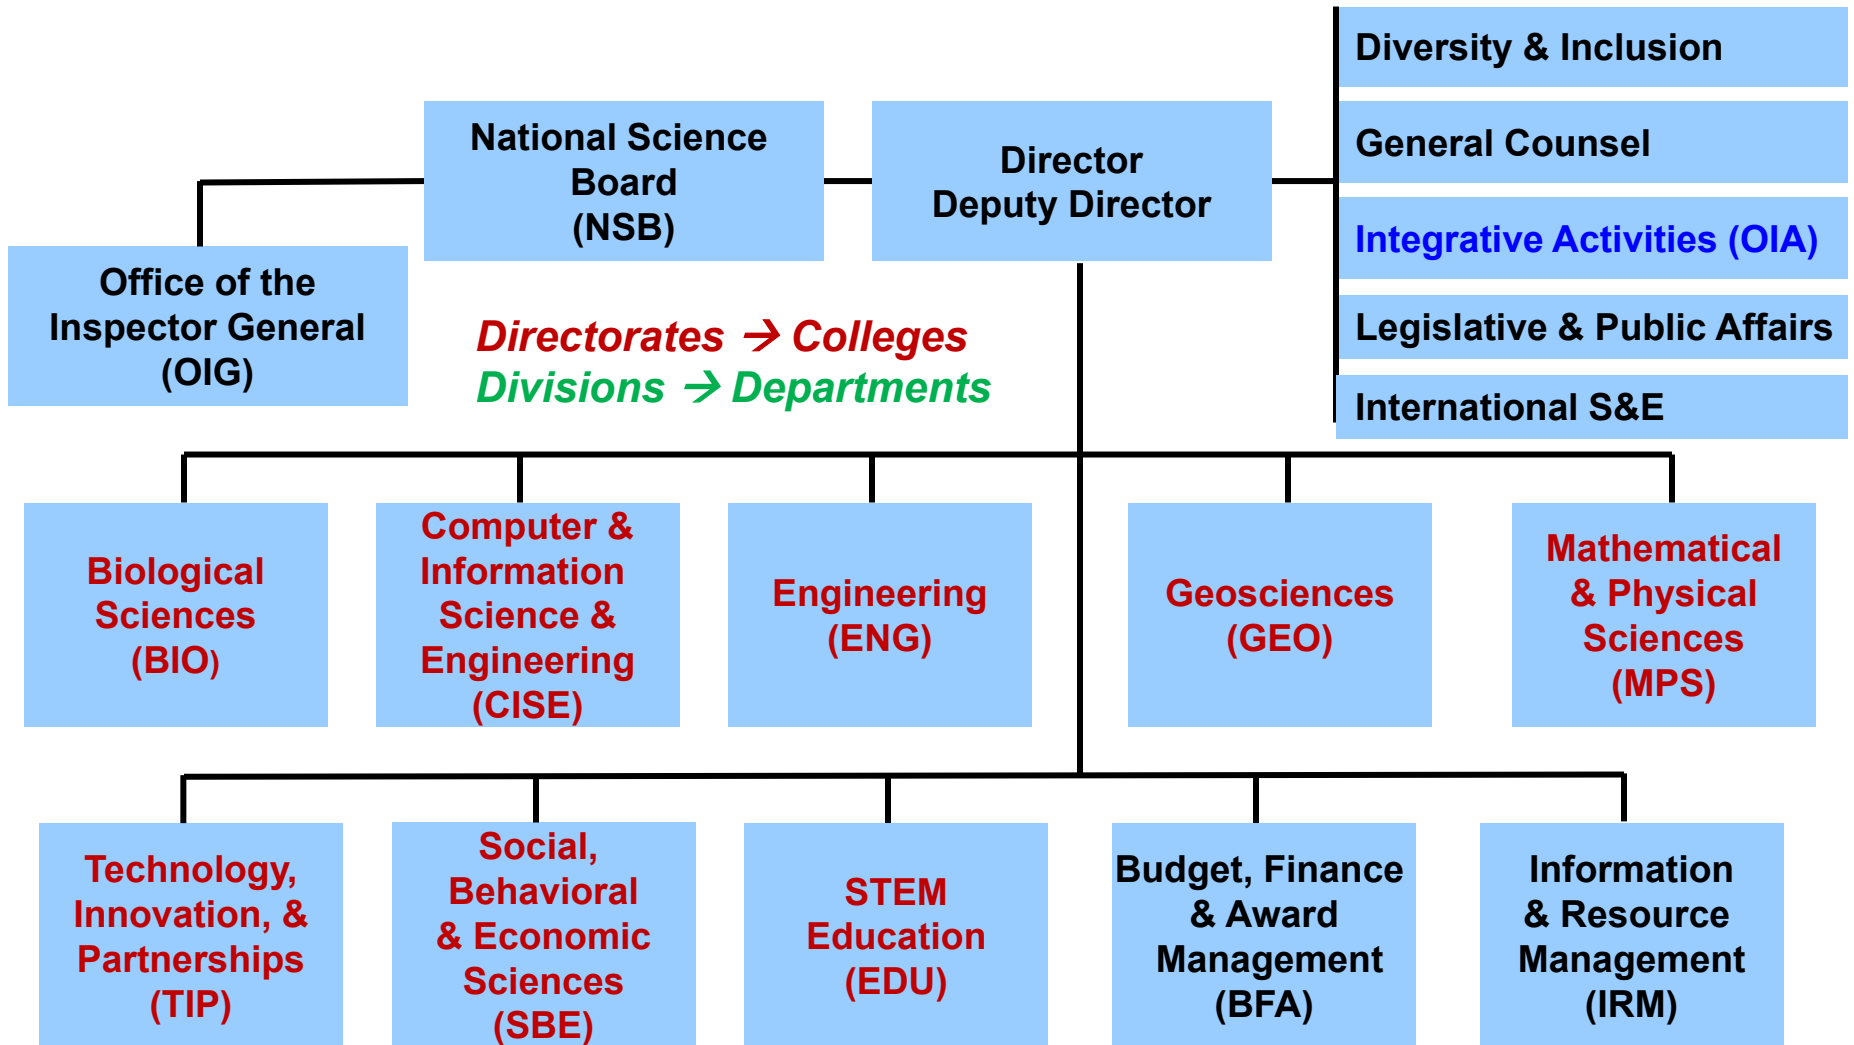 National Science
Board
(NSB)
Director
Deputy Director
Diversity & Inclusion
General Counsel
Integrative Activities (OIA)
Legislative & Public Affairs
International S&E
Office of the
Inspector General
(OIG)
Directorates → Colleges
Divisions → Departments
Biological
Sciences
(BIO)
Computer &
Information
Science &
Engineering
(CISE)
Engineering
(ENG)
Geosciences
(GEO)
Mathematical
& Physical
Sciences
(MPS)
Technology,
Innovation, &
Partnerships
(TIP)
Social,
Behavioral
& Economic
Sciences
(SBE)
STEM
Education
(EDU)
Budget, Finance
& Award
Management
(BFA)
Information
& Resource
Management
(IRM)